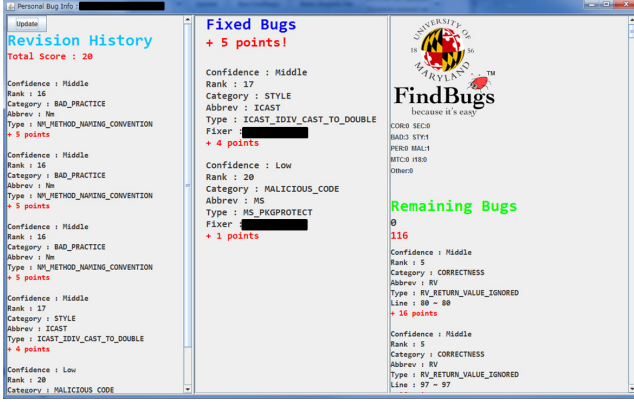 Personal Bug Info :
Update
Revision History
Total Score : 20
Confidence : Middle
Rank : 16
Category : BAD_PRACTICE
Abbrev : Nm
Type : NM_METHOD_NAMING_CONVENTION
+ 5 points
Confidence : Middle
Rank : 16
Category : BAD_PRACTICE
Abbrev : Nm
Type : NM_METHOD_NAMING_CONVENTION
+ 5 points
Confidence : Middle
Rank : 16
Category : BAD_PRACTICE
Abbrev : Nm
Type : NM_METHOD_NAMING_CONVENTION
+ 5 points
Confidence : Middle
Rank : 17
Category : STYLE
Abbrev : ICAST
Type : ICAST_IDIV_CAST_TO_DOUBLE
+ 4 points
Confidence : Low
Rank : 20
Category : MALICIOUS_CODE
Fixed Bugs
+ 5 points!
Confidence : Middle
Rank : 17
Category : STYLE
Abbrev : ICAST
Type : ICAST_IDIV_CAST_TO_DOUBLE
Fixer :
+ 4 points
Confidence : Low
Rank : 20
Category : MALICIOUS_CODE
Abbrev : MS
Type : MS_PKGPROTECT
Fixer :
+ 1 points
UNIVERSITY OF
18 56
MARYLAND
TM
FindBugs
because it's easy
COR:0 SEC:0
BAD:3 STY:1
PER:0 MAL:1
MTC:0 I18:0
Other:0
Remaining Bugs
0
116
Confidence : Middle
Rank : 5
Category : CORRECTNESS
Abbrev : RV
Type : RV_RETURN_VALUE_IGNORED
Line : 80 ~ 80
+ 16 points
Confidence : Middle
Rank : 5
Category : CORRECTNESS
Abbrev : RV
Type : RV_RETURN_VALUE_IGNORED
Line : 97 ~ 97